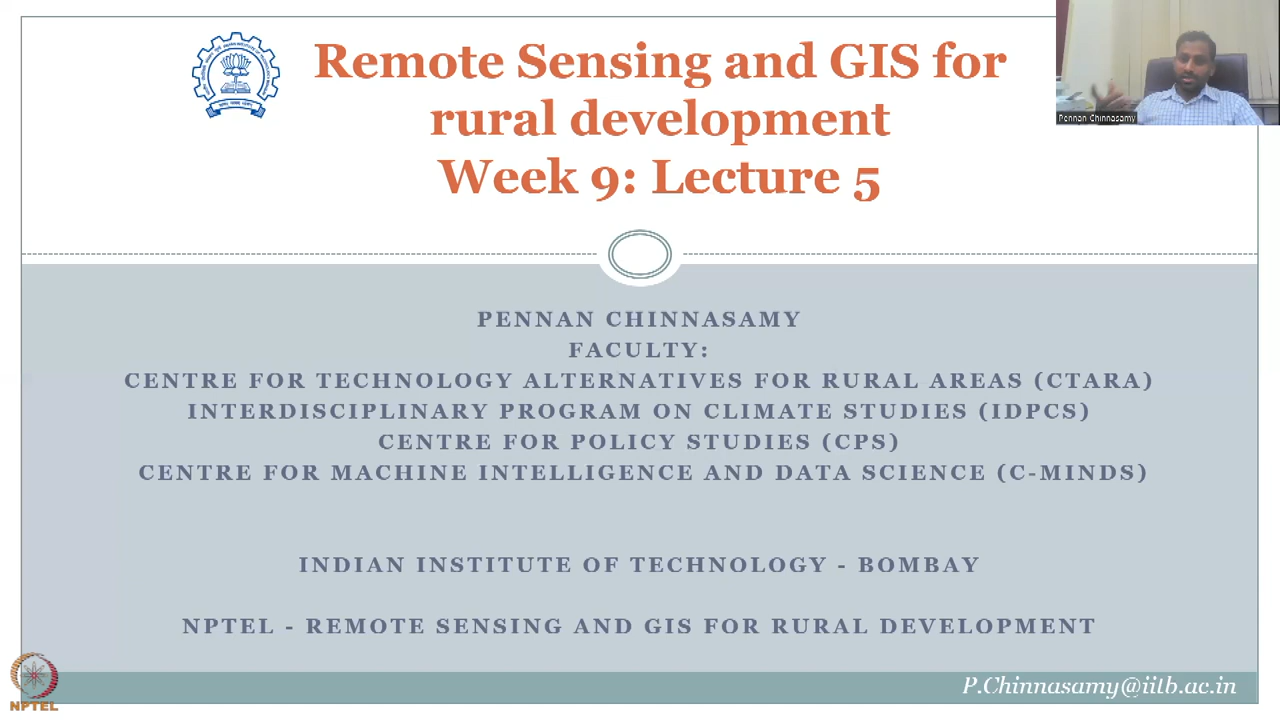 Remote Sensing and GIS for
rural development
Week 9: Lecture 5
Pennan Chinnasamy
PENNAN CHINNASAMY
FACULTY:
CENTRE FOR TECHNOLOGY ALTERNATIVES FOR RURAL AREAS (CTARA)
INTERDISCIPLINARY PROGRAM ON CLIMATE STUDIES (IDPCS)
CENTRE FOR POLICY STUDIES (CPS)
CENTRE FOR MACHINE INTELLIGENCE AND DATA SCIENCE (C-MINDS)
INDIAN INSTITUTE OF TECHNOLOGY - BOMBAY
NPTEL - REMOTE SENSING AND GIS FOR RURAL DEVELOPMENT
P.Chinnasamy@iitb.ac.in
NPTEL